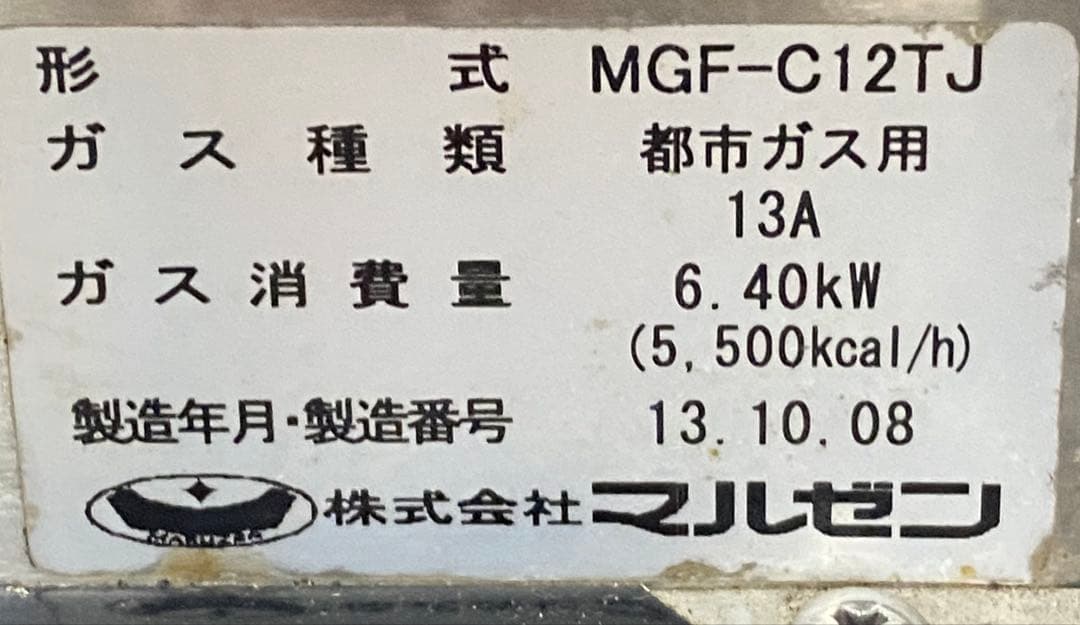 形式 MGF-C12TJ
ガス種類 都市ガス用
13A
ガス消費量 6.40kW
(5,500kcal/h)
製造年月・製造番号 13.10.08
MARUZEN 株式会社マルゼン